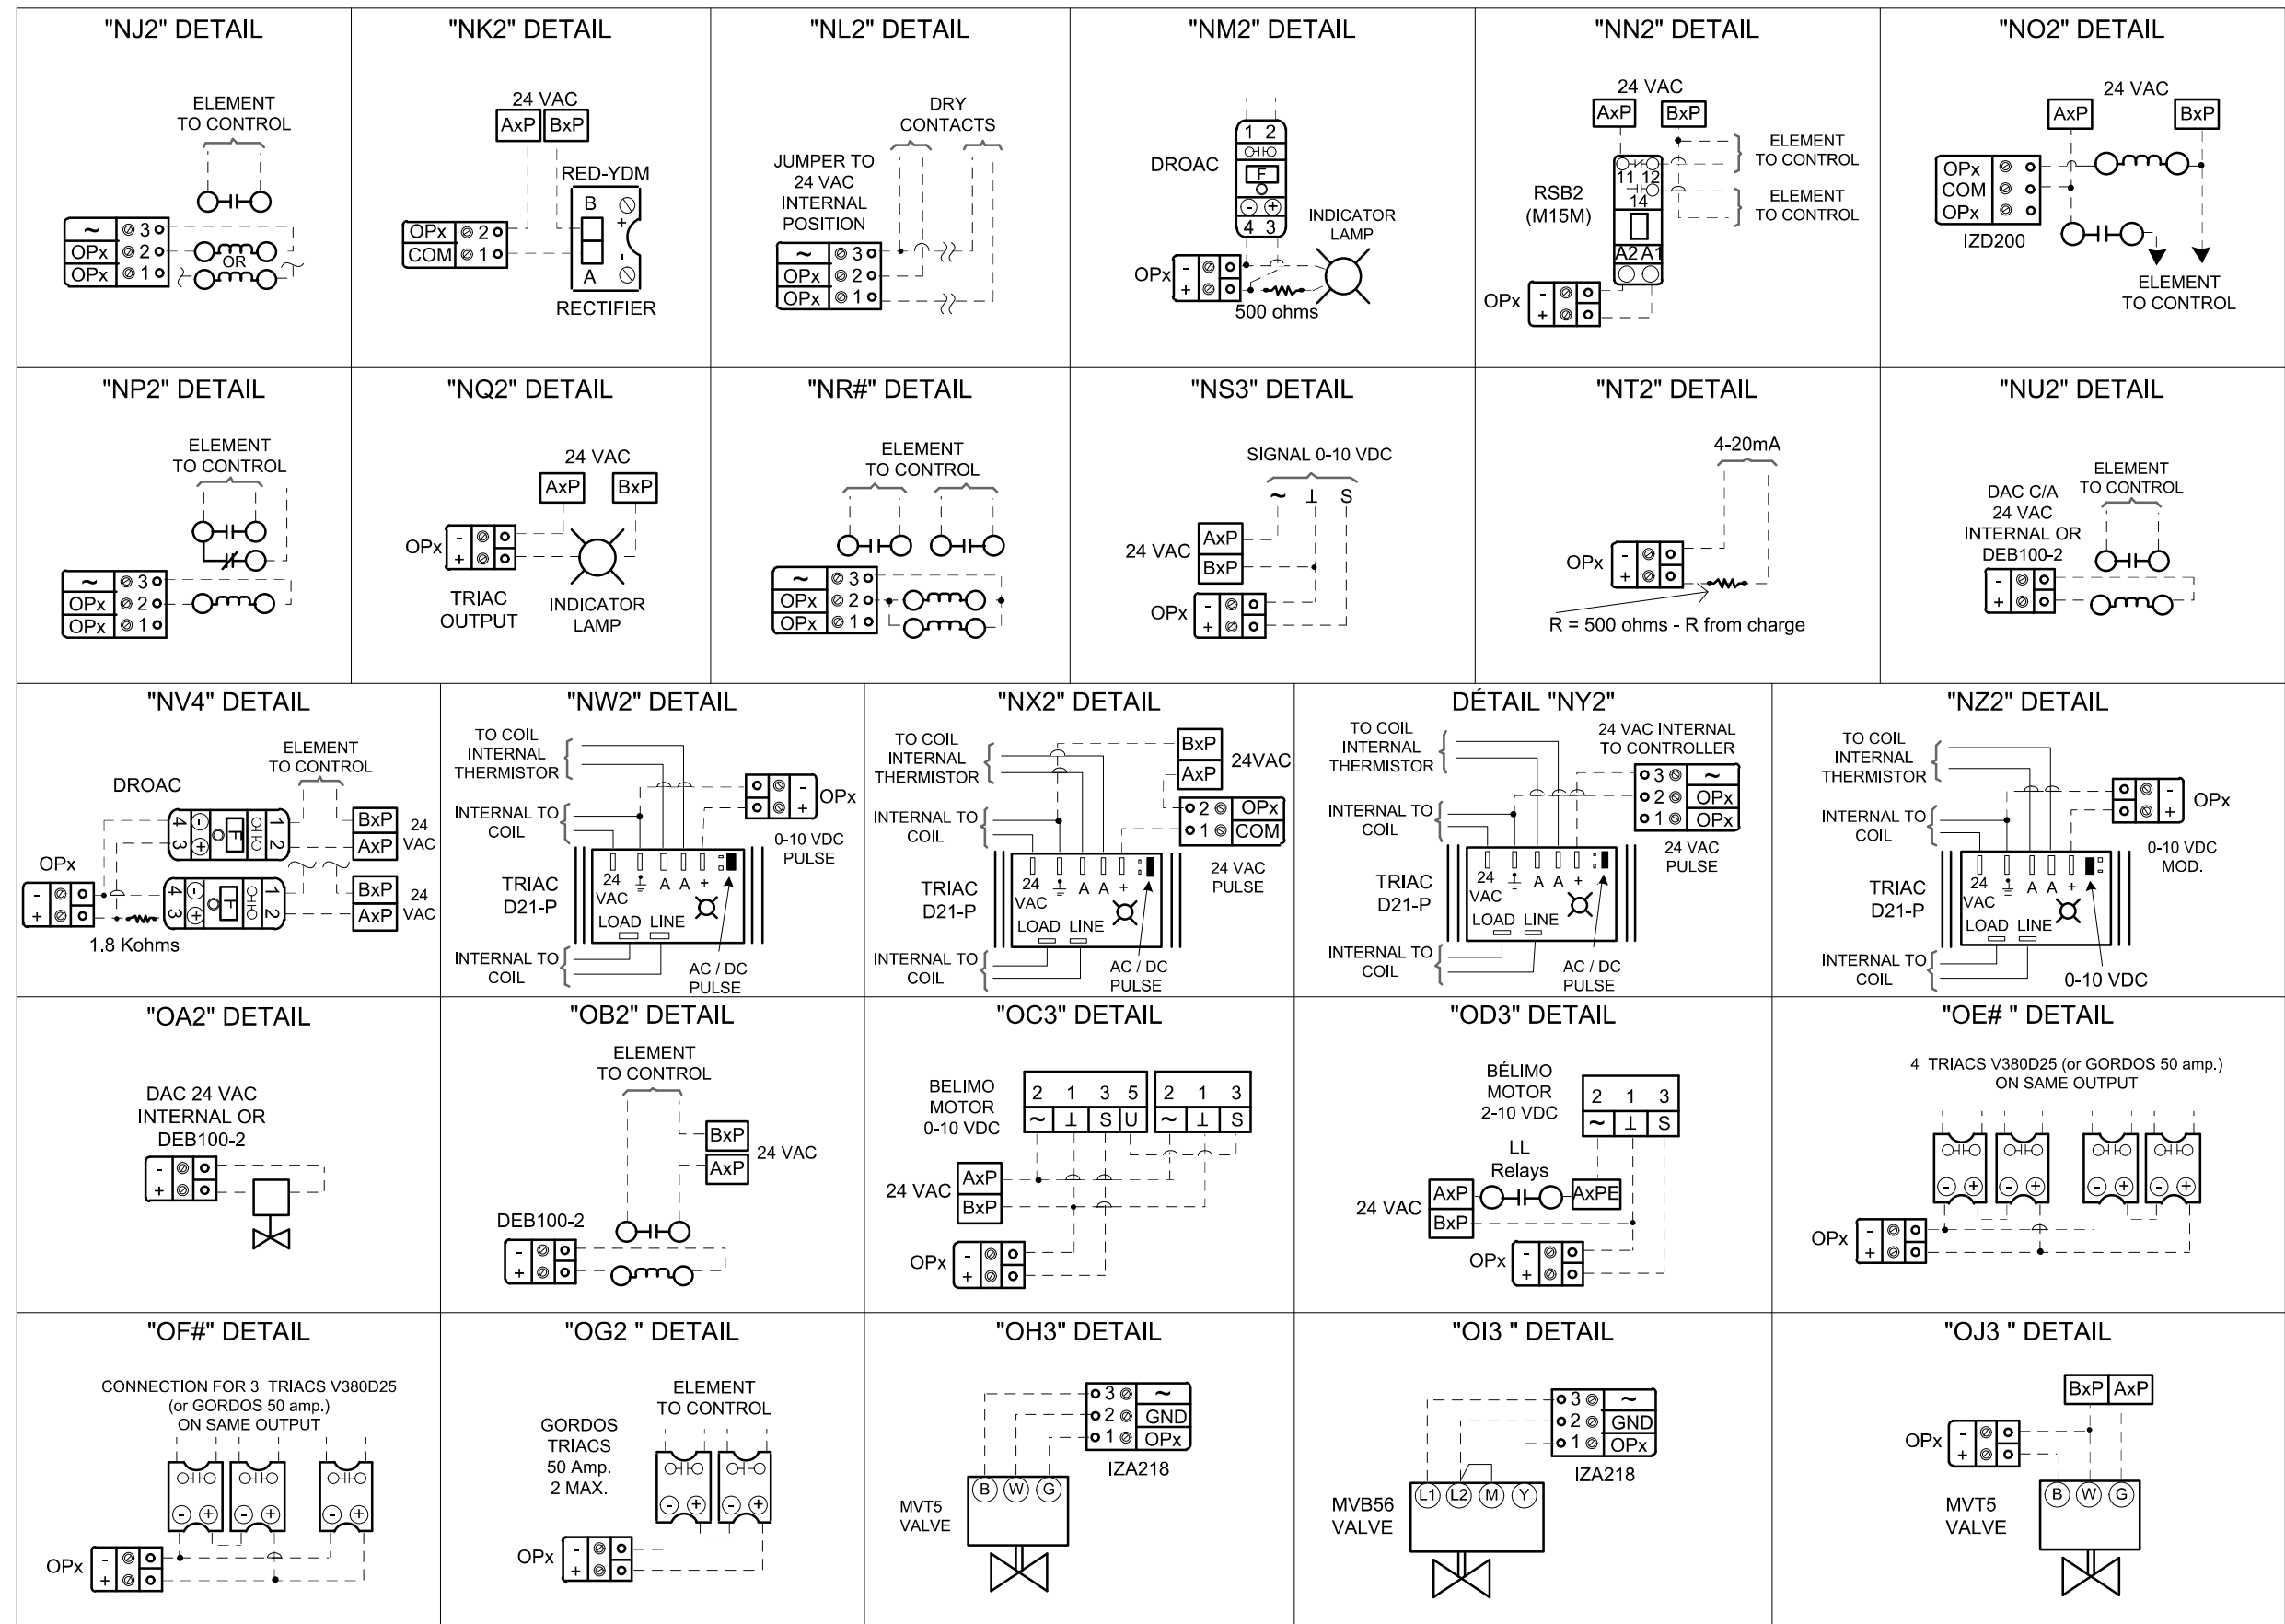 "NJ2" DETAIL
ELEMENT
TO CONTROL
~ 3
OPx 2
OPx 1
OR
"NK2" DETAIL
24 VAC
AxP BxP
RED-YDM
B
+
-
A
OPx 2
COM 1
RECTIFIER
"NL2" DETAIL
DRY
CONTACTS
JUMPER TO
24 VAC
INTERNAL
POSITION
~ 3
OPx 2
OPx 1
"NM2" DETAIL
1 2
DROAC
F
- +
4 3
INDICATOR
LAMP
OPx
-
+
500 ohms
"NN2" DETAIL
24 VAC
AxP BxP
ELEMENT
TO CONTROL
11 12
14
RSB2
(M15M)
ELEMENT
TO CONTROL
A2 A1
OPx
-
+
"NO2" DETAIL
24 VAC
AxP BxP
OPx
COM
OPx
IZD200
ELEMENT
TO CONTROL
"NP2" DETAIL
ELEMENT
TO CONTROL
~ 3
OPx 2
OPx 1
"NQ2" DETAIL
24 VAC
AxP BxP
OPx
-
+
TRIAC
OUTPUT
INDICATOR
LAMP
"NR#" DETAIL
ELEMENT
TO CONTROL
~ 3
OPx 2
OPx 1
"NS3" DETAIL
SIGNAL 0-10 VDC
~ ⊥ S
24 VAC
AxP
BxP
OPx
-
+
"NT2" DETAIL
4-20mA
OPx
-
+
R = 500 ohms - R from charge
"NU2" DETAIL
ELEMENT
TO CONTROL
DAC C/A
24 VAC
INTERNAL OR
DEB100-2
-
+
"NV4" DETAIL
ELEMENT
TO CONTROL
DROAC
4 - F 1
3 + 2
BxP
AxP
24
VAC
OPx
-
+
4 - F 1
3 + 2
BxP
AxP
24
VAC
1.8 Kohms
"NW2" DETAIL
TO COIL
INTERNAL
THERMISTOR
-
+
OPx
INTERNAL TO
COIL
0-10 VDC
PULSE
TRIAC
D21-P
24
VAC
A A +
LOAD LINE
INTERNAL TO
COIL
AC / DC
PULSE
"NX2" DETAIL
TO COIL
INTERNAL
THERMISTOR
BxP
AxP
24VAC
2 OPx
1 COM
INTERNAL TO
COIL
24 VAC
PULSE
TRIAC
D21-P
24
VAC
A A +
LOAD LINE
INTERNAL TO
COIL
AC / DC
PULSE
DÉTAIL "NY2"
TO COIL
INTERNAL
THERMISTOR
24 VAC INTERNAL
TO CONTROLLER
3 ~
2 OPx
1 OPx
INTERNAL TO
COIL
24 VAC
PULSE
TRIAC
D21-P
24
VAC
A A +
LOAD LINE
INTERNAL TO
COIL
AC / DC
PULSE
"NZ2" DETAIL
TO COIL
INTERNAL
THERMISTOR
-
+
OPx
INTERNAL TO
COIL
0-10 VDC
MOD.
TRIAC
D21-P
24
VAC
A A +
LOAD LINE
INTERNAL TO
COIL
0-10 VDC
"OA2" DETAIL
DAC 24 VAC
INTERNAL OR
DEB100-2
-
+
"OB2" DETAIL
ELEMENT
TO CONTROL
BxP
AxP
24 VAC
DEB100-2
-
+
"OC3" DETAIL
BELIMO
MOTOR
0-10 VDC
2 1 3 5 2 1 3
~ ⊥ S U ~ ⊥ S
24 VAC
AxP
BxP
OPx
-
+
"OD3" DETAIL
BÉLIMO
MOTOR
2-10 VDC
2 1 3
~ ⊥ S
LL
Relays
24 VAC
AxP AxPE
BxP
OPx
-
+
"OE# " DETAIL
4 TRIACS V380D25 (or GORDOS 50 amp.)
ON SAME OUTPUT
- + - + - + - +
OPx
-
+
"OF#" DETAIL
CONNECTION FOR 3 TRIACS V380D25
(or GORDOS 50 amp.)
ON SAME OUTPUT
- + - + - +
OPx
-
+
"OG2 " DETAIL
ELEMENT
TO CONTROL
GORDOS
TRIACS
50 Amp.
2 MAX.
- + - +
OPx
-
+
"OH3" DETAIL
3 ~
2 GND
1 OPx
IZA218
B W G
MVT5
VALVE
"OI3 " DETAIL
3 ~
2 GND
1 OPx
IZA218
L1 L2 M Y
MVB56
VALVE
"OJ3 " DETAIL
BxP AxP
OPx
-
+
B W G
MVT5
VALVE